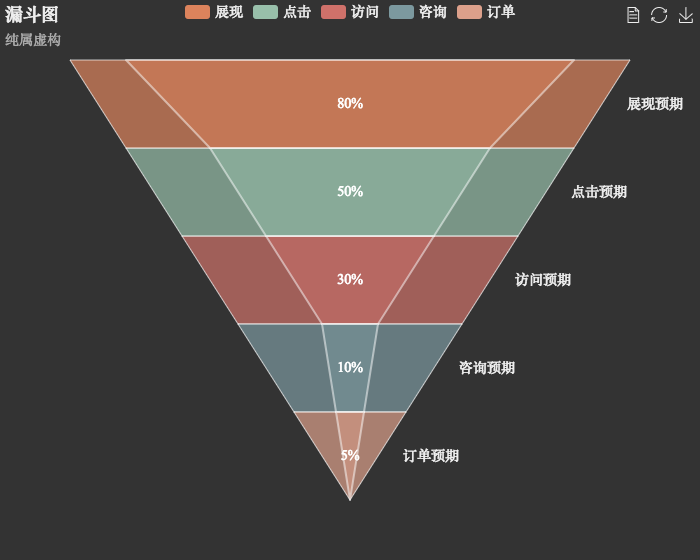 漏斗图
展现 点击 访问 咨询 订单
纯属虚构
80%
展现预期
50%
点击预期
30%
访问预期
10%
咨询预期
5%
订单预期